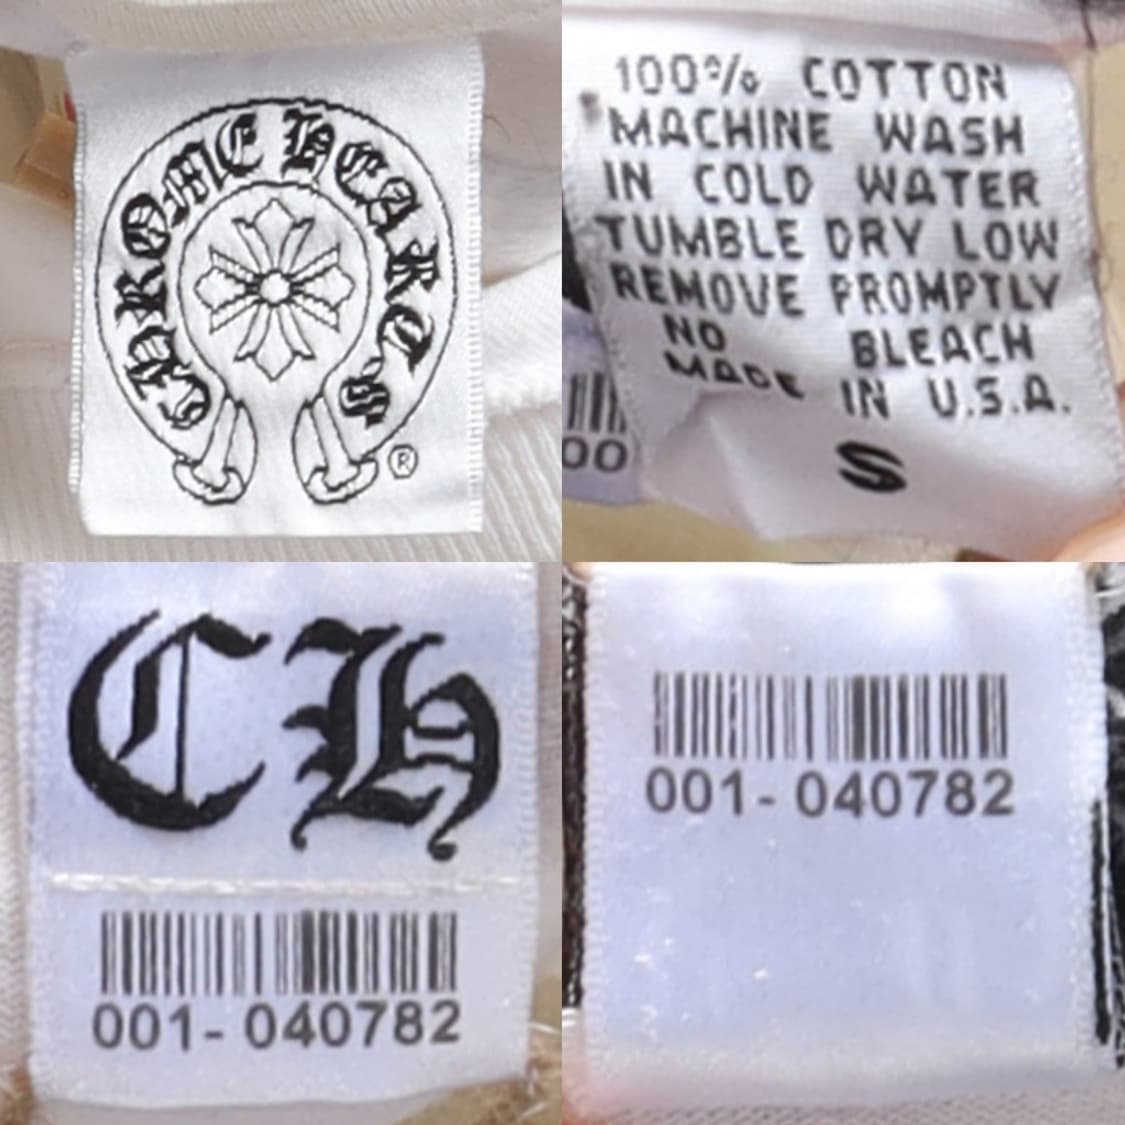 CHROME HEARTS
®
100% COTTON
MACHINE WASH
IN COLD WATER
TUMBLE DRY LOW
REMOVE PROMPTLY
NO BLEACH
MADE IN U.S.A.
S
00
CH
001-040782
001-040782